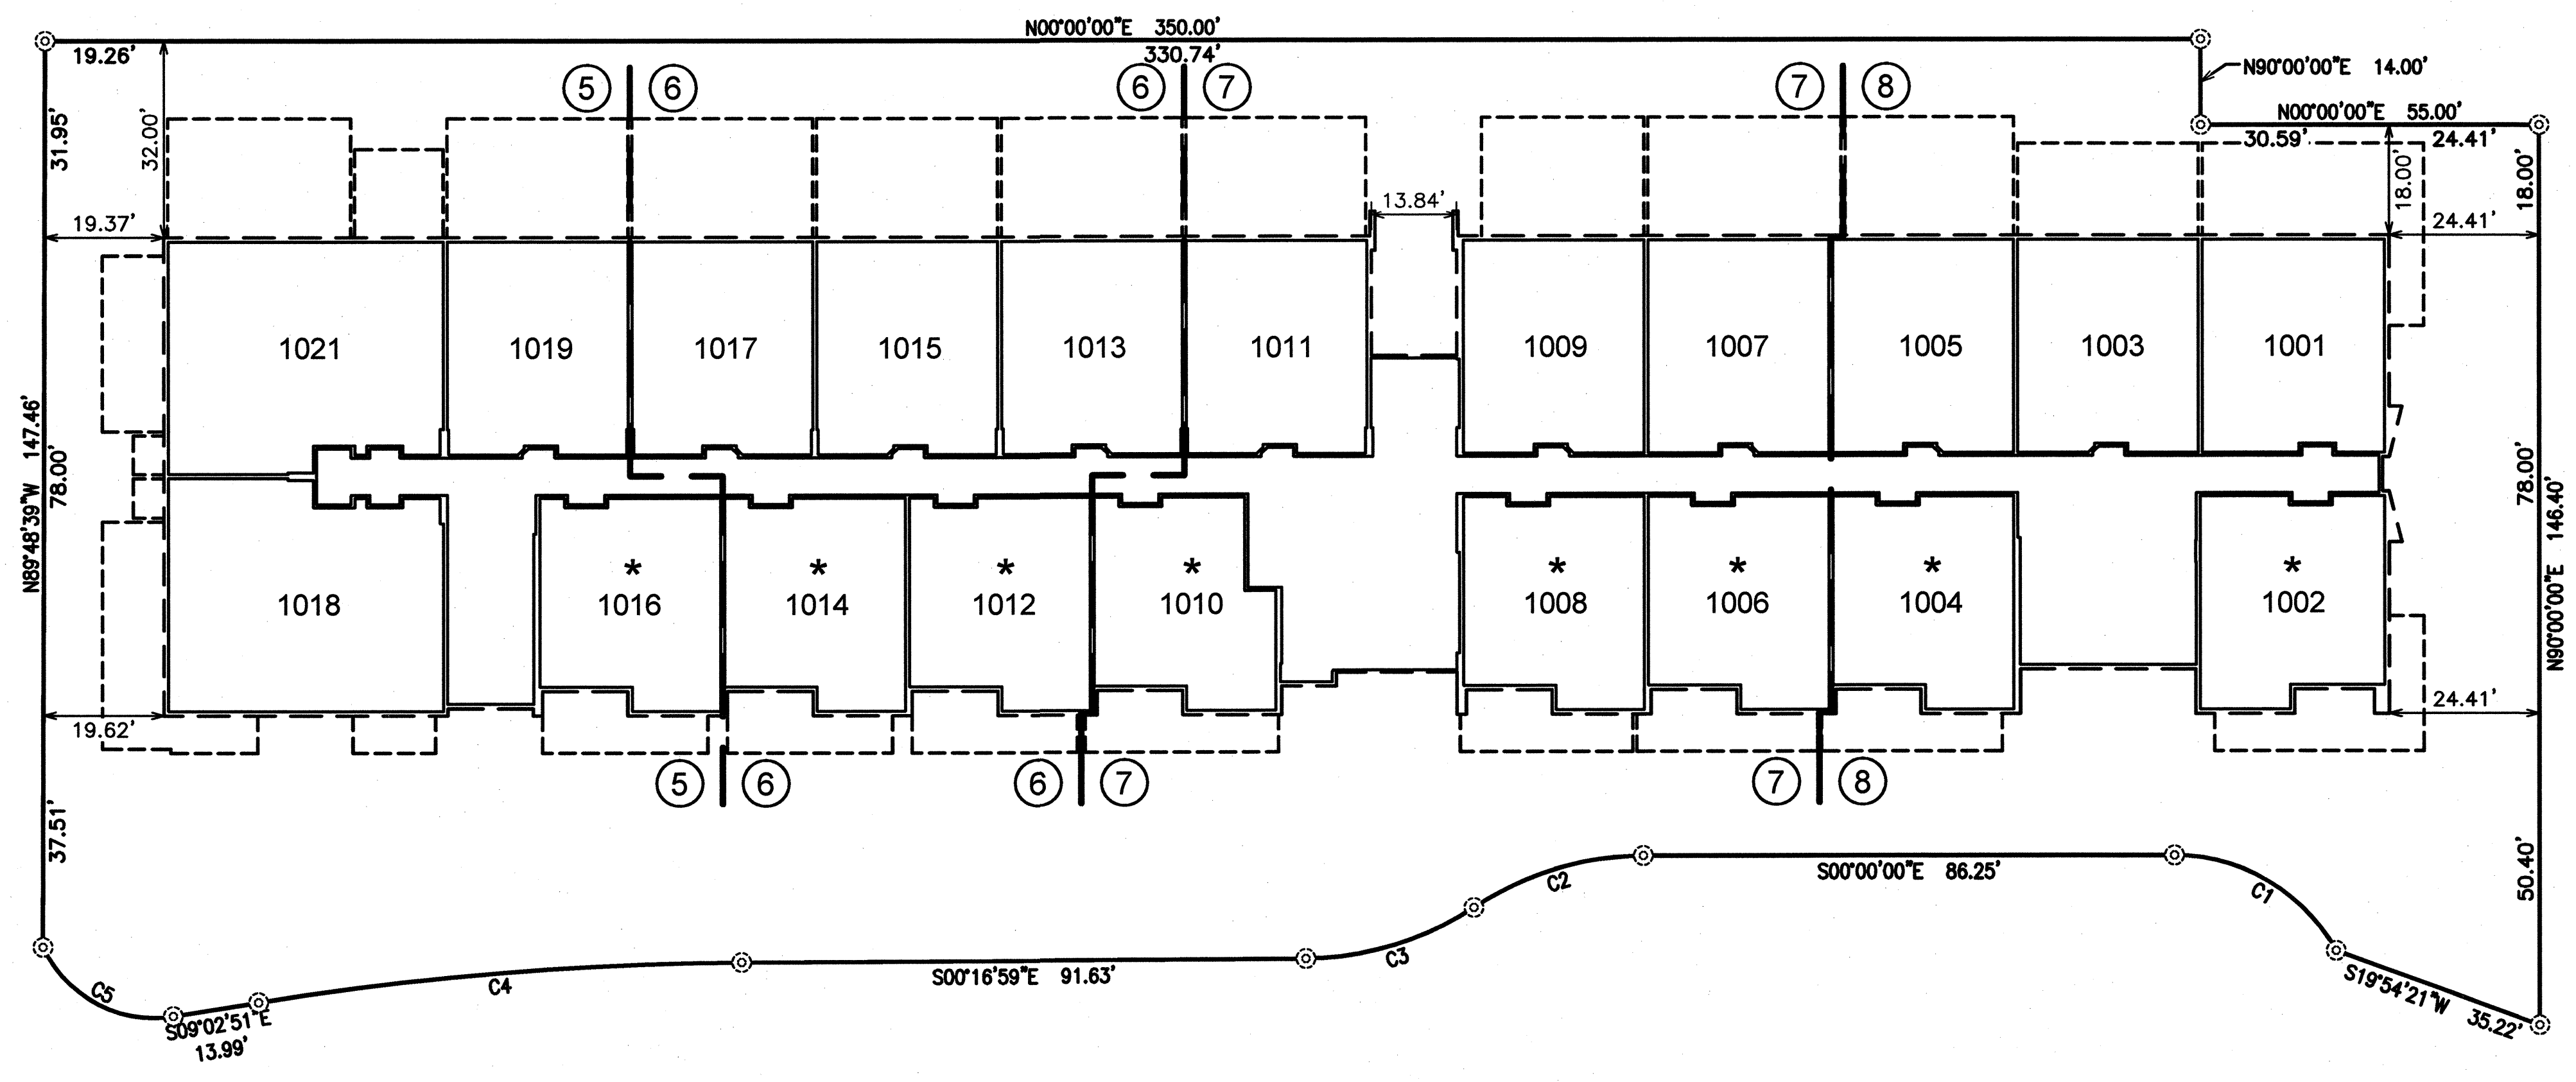 N00°00'00"E 350.00'
19.26'
330.74'
N90°00'00"E 14.00'
N00°00'00"E 55.00'
30.59'
24.41'
5 6
6 7
7 8
31.95'
32.00'
18.00'
18.00'
13.84'
19.37'
24.41'
1021 1019 1017 1015 1013 1011 1009 1007 1005 1003 1001
N89°48'39"W 147.46'
78.00'
78.00'
N90°00'00"E 146.40'
* * * * * * * *
1018 1016 1014 1012 1010 1008 1006 1004 1002
19.62'
24.41'
5 6
6 7
7 8
37.51'
50.40'
S00°00'00"E 86.25'
C2
C1
C3
S00°16'59"E 91.63'
C4
C5
S19°54'21"W 35.22'
S09°02'51"E
13.99'